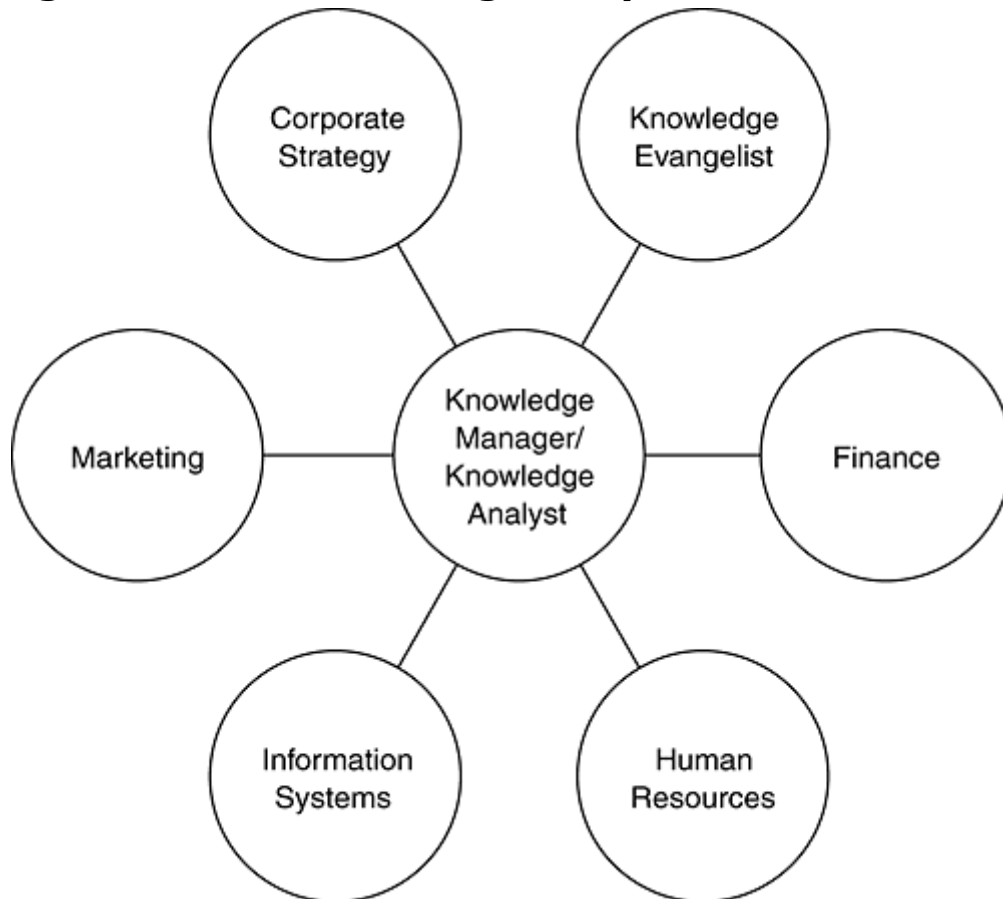 Corporate
Strategy
Knowledge
Evangelist
Marketing
Knowledge
Manager/
Knowledge
Analyst
Finance
Information
Systems
Human
Resources